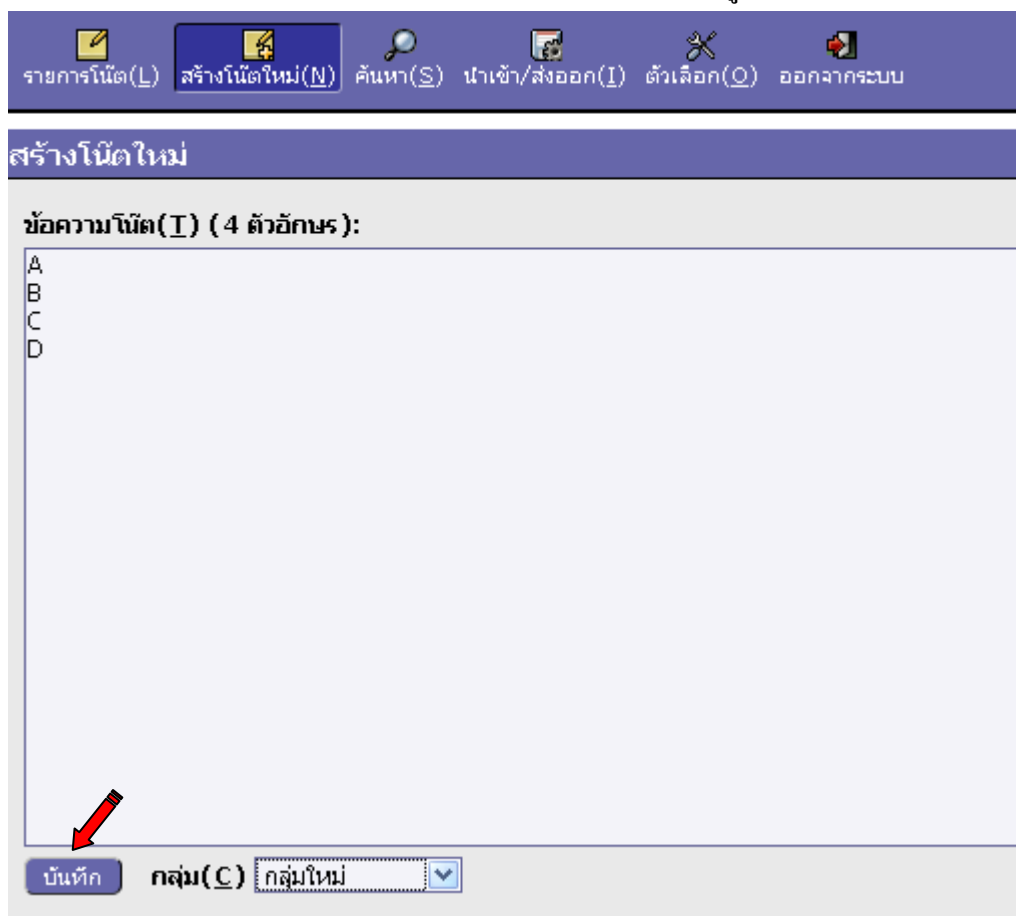 รายการโน๊ต(L) สร้างโน๊ตใหม่(N) ค้นหา(S) นำเข้า/ส่งออก(I) ตัวเลือก(O) ออกจากระบบ
สร้างโน๊ตใหม่
ข้อความโน๊ต(T) (4 ตัวอักษร):
A
B
C
D
บันทึก กลุ่ม(C) กลุ่มใหม่